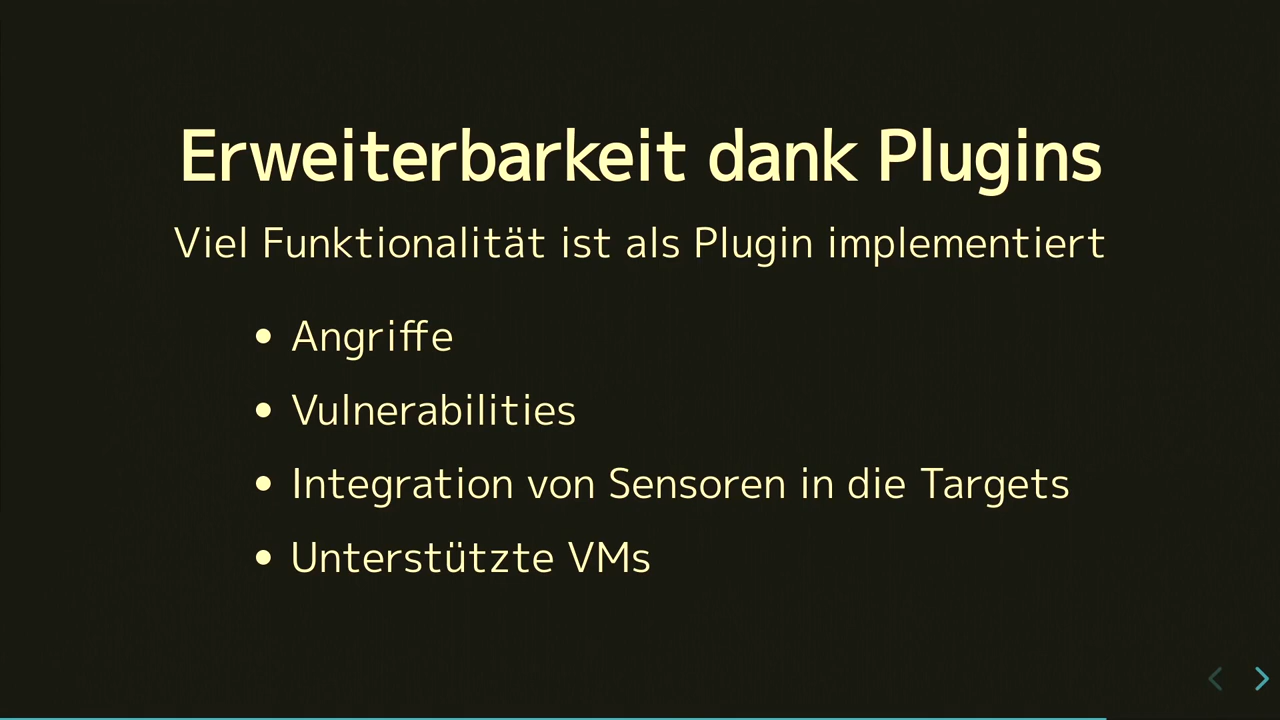 Erweiterbarkeit dank Plugins
Viel Funktionalität ist als Plugin implementiert
• Angriffe
• Vulnerabilities
• Integration von Sensoren in die Targets
• Unterstützte VMs